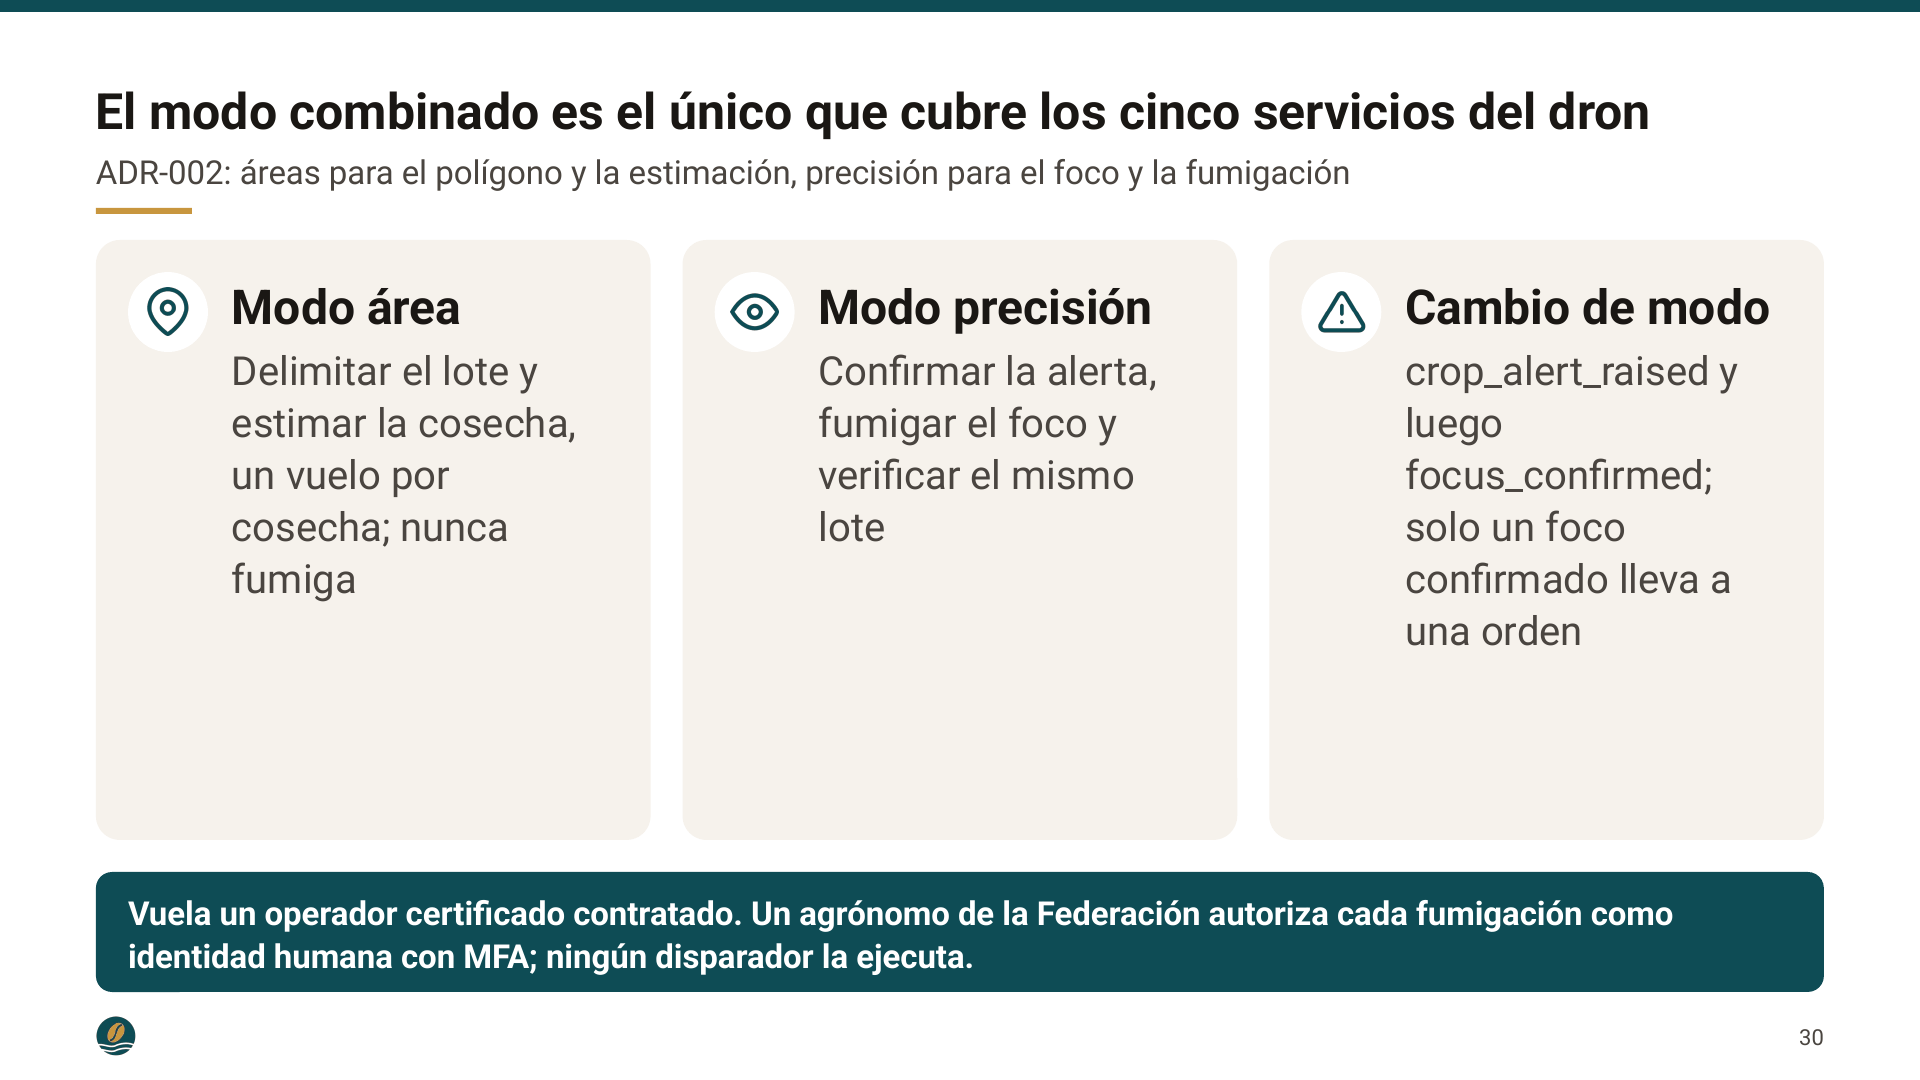 El modo combinado es el único que cubre los cinco servicios del dron
ADR-002: áreas para el polígono y la estimación, precisión para el foco y la fumigación
Modo área
Delimitar el lote y
estimar la cosecha,
un vuelo por
cosecha; nunca
fumiga
Modo precisión
Confirmar la alerta,
fumigar el foco y
verificar el mismo
lote
Cambio de modo
crop_alert_raised y
luego
focus_confirmed;
solo un foco
confirmado lleva a
una orden
Vuela un operador certificado contratado. Un agrónomo de la Federación autoriza cada fumigación como
identidad humana con MFA; ningún disparador la ejecuta.
30